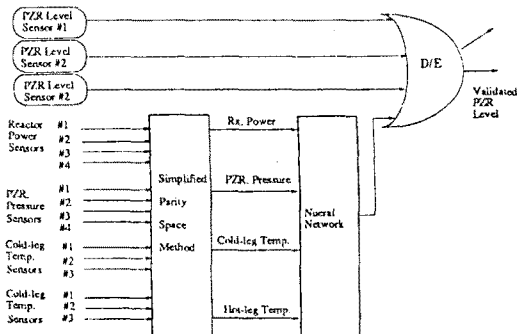 PZR Level
Sensor #1
PZR Level
Sensor #2
PZR Level
Sensor #2
D/E
Validated
PZR
Level
Reactor #1
Power #2
Sensors #3
#4
PZR. #1
Pressure #2
Sensors #3
#4
Cold-leg #1
Temp. #2
Sensors #3
Cold-leg #1
Temp. #2
Sensors #3
Simplified
Parity
Space
Method
Rx. Power
PZR. Pressure
Cold-leg Temp.
Hot-leg Temp.
Nueral
Network